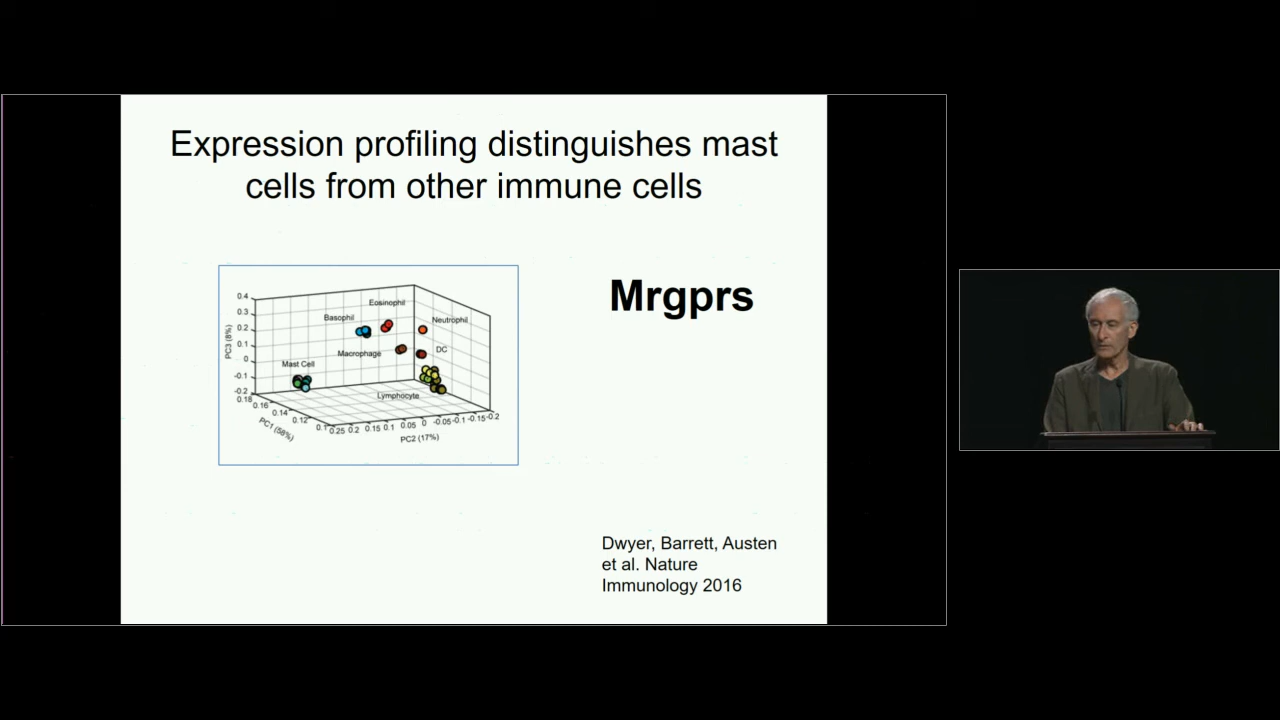 Expression profiling distinguishes mast
cells from other immune cells
Mrgprs
0.4
0.3
0.2
0.1
0
-0.1
-0.2
PC3 (8%)
Eosinophil
Basophil
Neutrophil
Macrophage
DC
Mast Cell
Lymphocyte
0.18
0.16
0.14
0.12
0.1
PC1 (58%)
0.25 0.2 0.15 0.1 0.05 0 -0.05 -0.1 -0.15 -0.2
PC2 (17%)
Dwyer, Barrett, Austen
et al. Nature
Immunology 2016